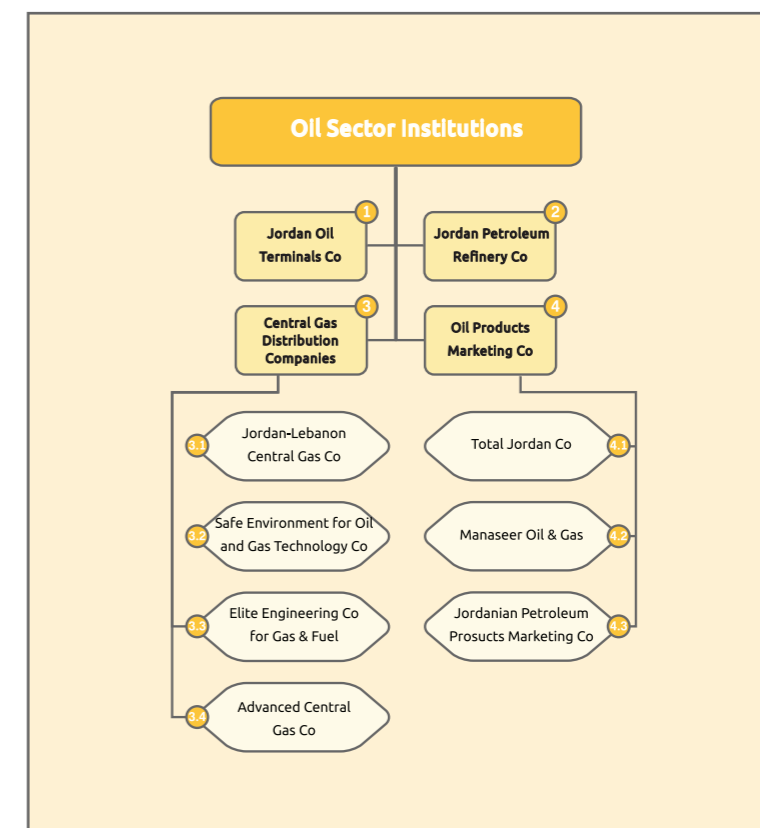 Oil Sector Institutions
1
Jordan Oil
Terminals Co
2
Jordan Petroleum
Refinery Co
3
Central Gas
Distribution
Companies
4
Oil Products
Marketing Co
3.1
Jordan-Lebanon
Central Gas Co
3.2
Safe Environment for Oil
and Gas Technology Co
3.3
Elite Engineering Co
for Gas & Fuel
3.4
Advanced Central
Gas Co
4.1
Total Jordan Co
4.2
Manaseer Oil & Gas
4.3
Jordanian Petroleum
Prosucts Marketing Co